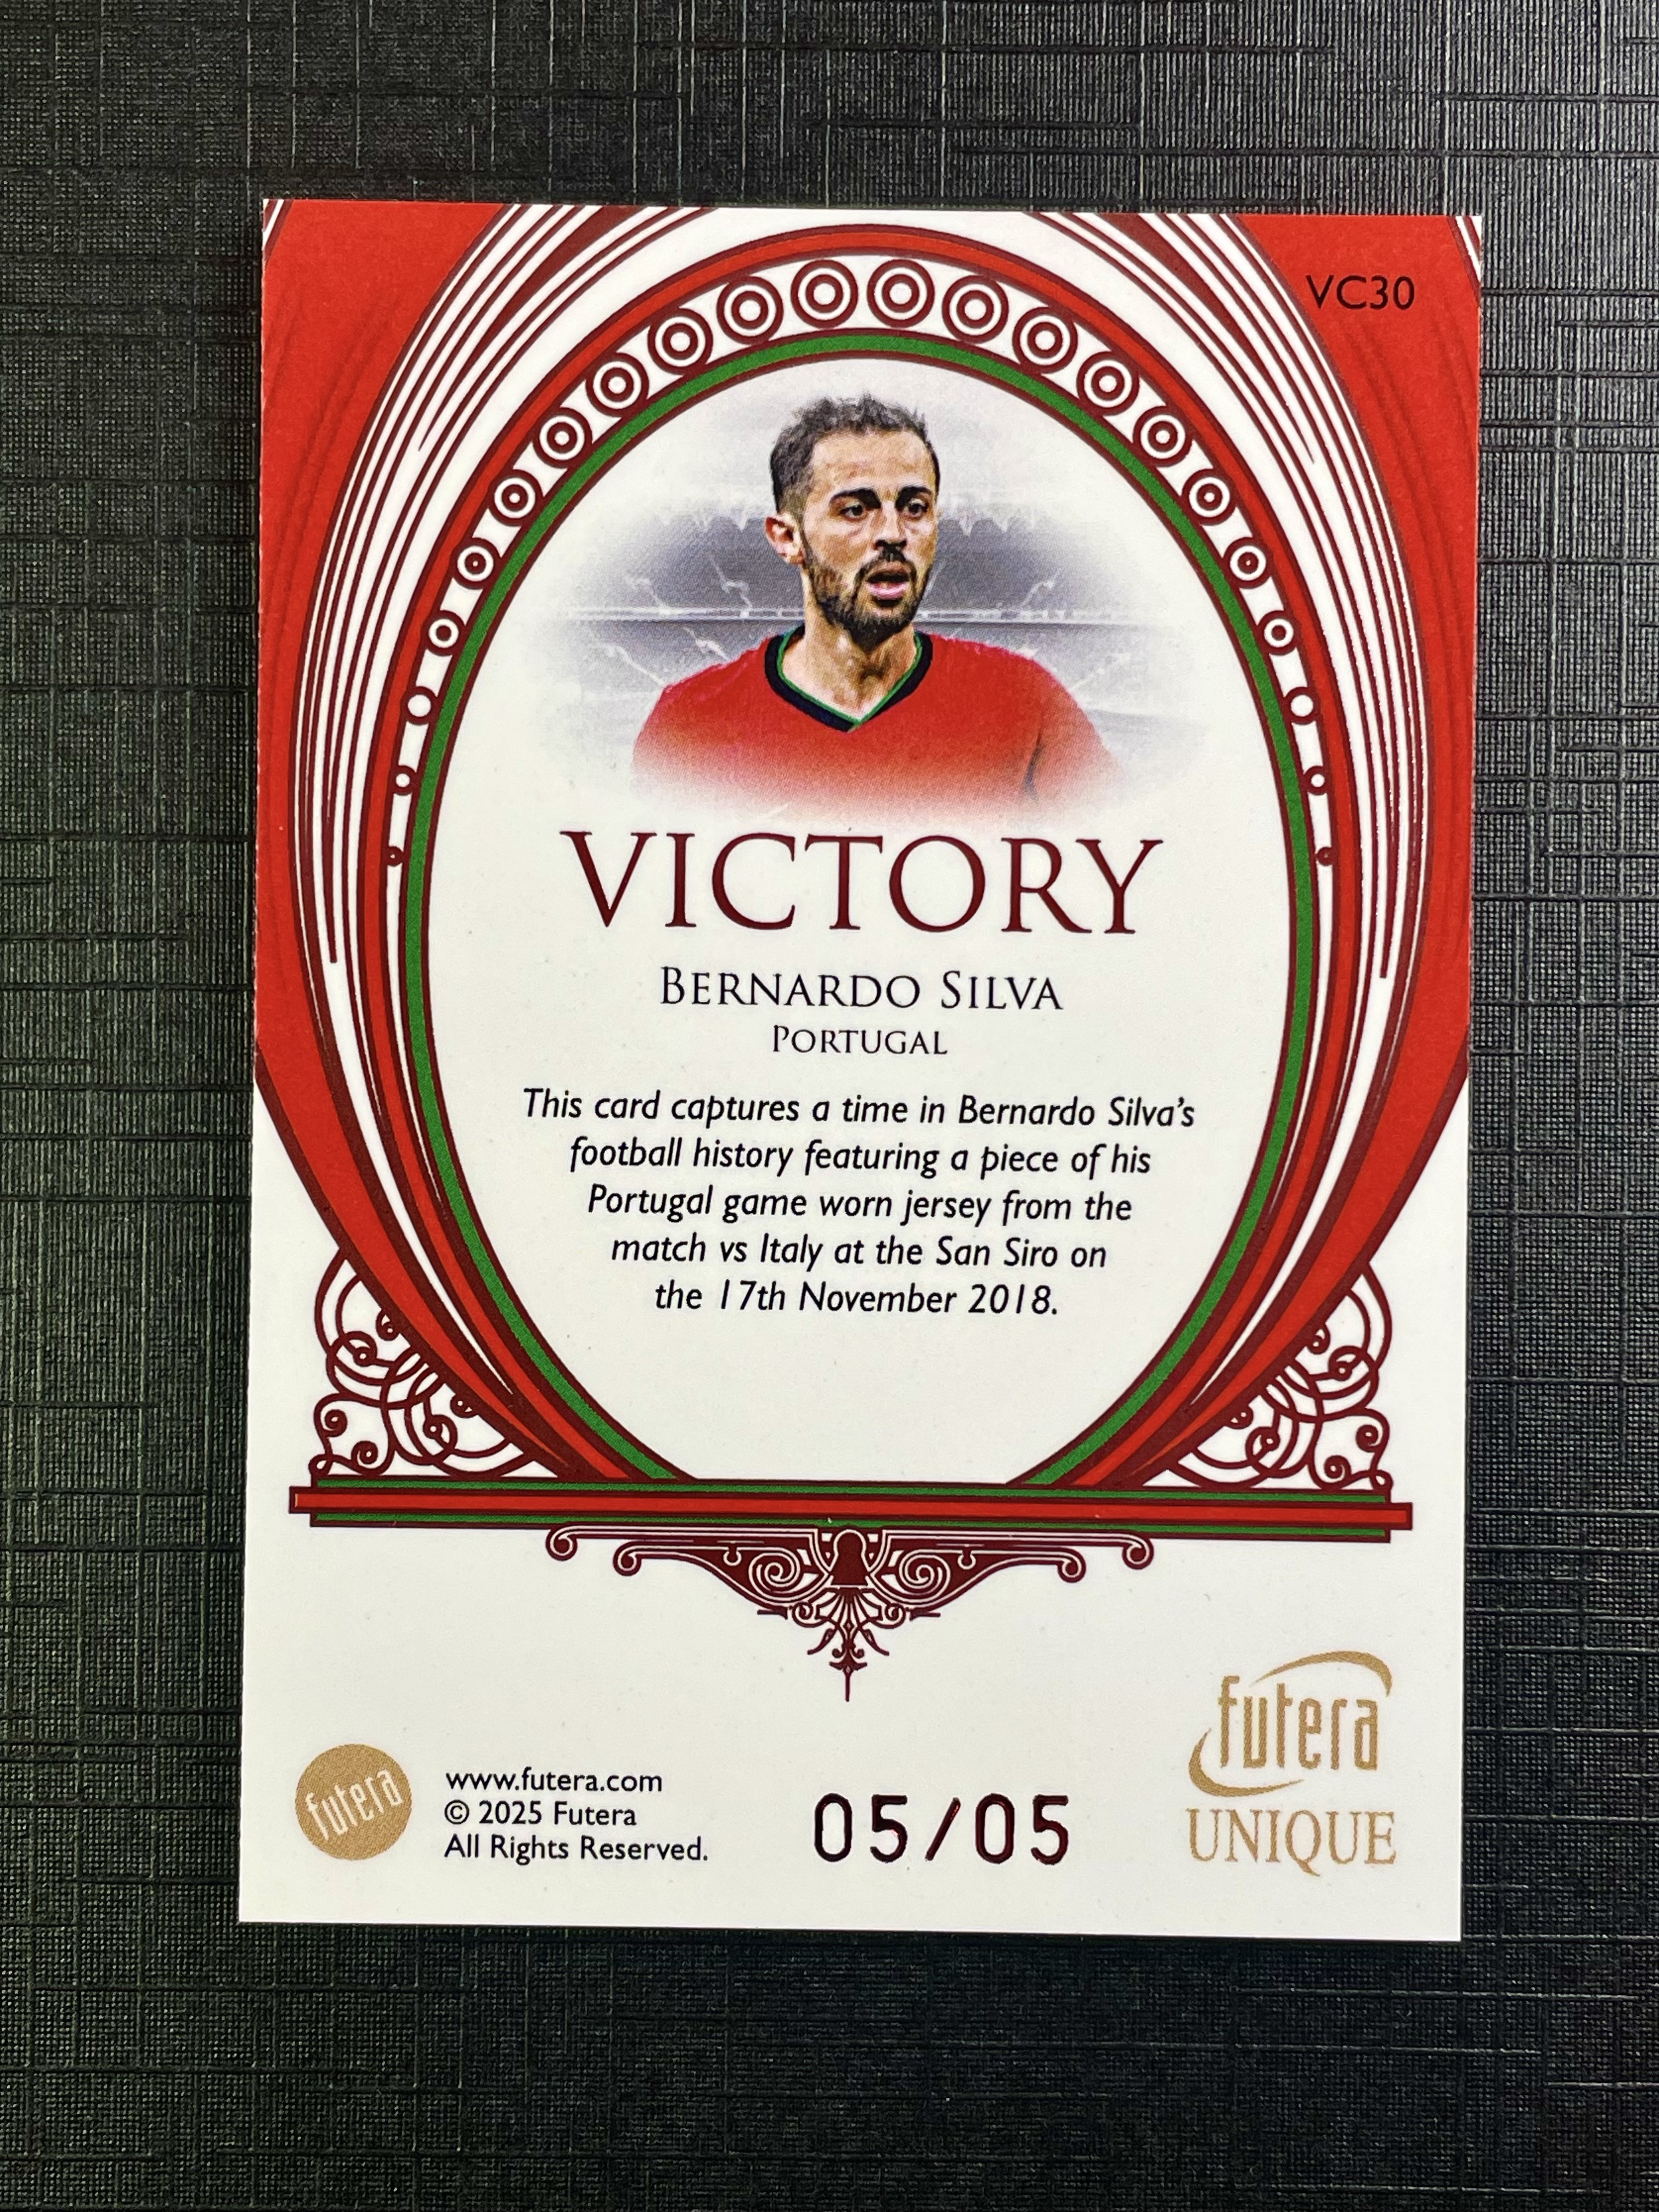 VC30
VICTORY
BERNARDO SILVA
PORTUGAL
This card captures a time in Bernardo Silva's
football history featuring a piece of his
Portugal game worn jersey from the
match vs Italy at the San Siro on
the 17th November 2018.
futera
www.futera.com
© 2025 Futera
All Rights Reserved.
05/05
futera
UNIQUE